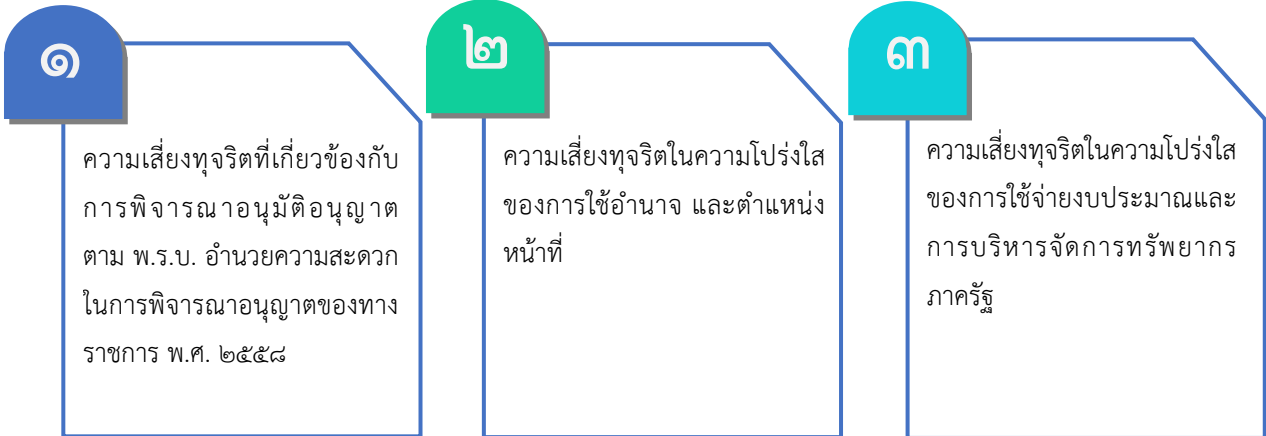 ๑
ความเสี่ยงทุจริตที่เกี่ยวข้องกับ
การพิจารณาอนุมัติอนุญาต
ตาม พ.ร.บ. อำนวยความสะดวก
ในการพิจารณาอนุญาตของทาง
ราชการ พ.ศ. ๒๕๕๘
๒
ความเสี่ยงทุจริตในความโปร่งใส
ของการใช้อำนาจ และตำแหน่ง
หน้าที่
๓
ความเสี่ยงทุจริตในความโปร่งใส
ของการใช้จ่ายงบประมาณและ
การบริหารจัดการทรัพยากร
ภาครัฐ